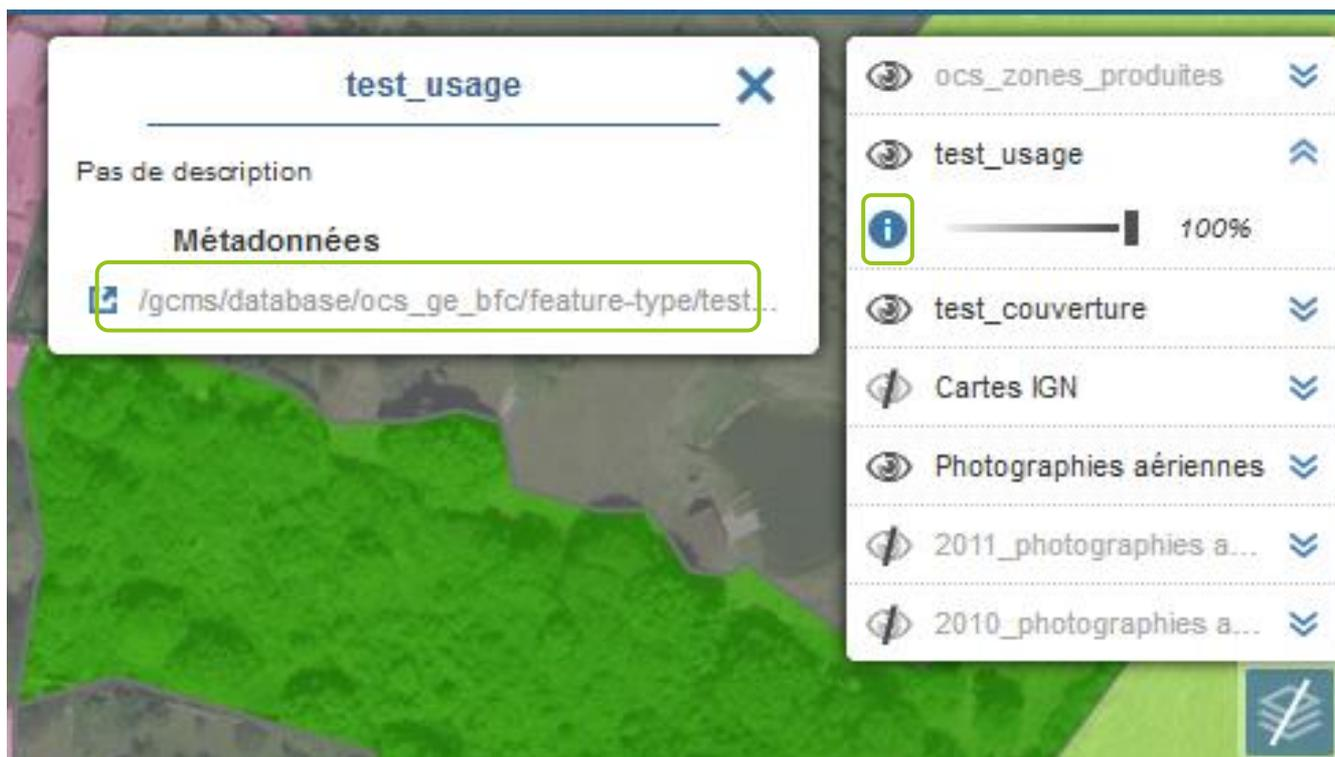 test_usage
Pas de description
Métadonnées
/gcms/database/ocs_ge_bfc/feature-type/test...
ocs_zones_produites
test_usage
100%
test_couverture
Cartes IGN
Photographies aériennes
2011_photographies a...
2010_photographies a...